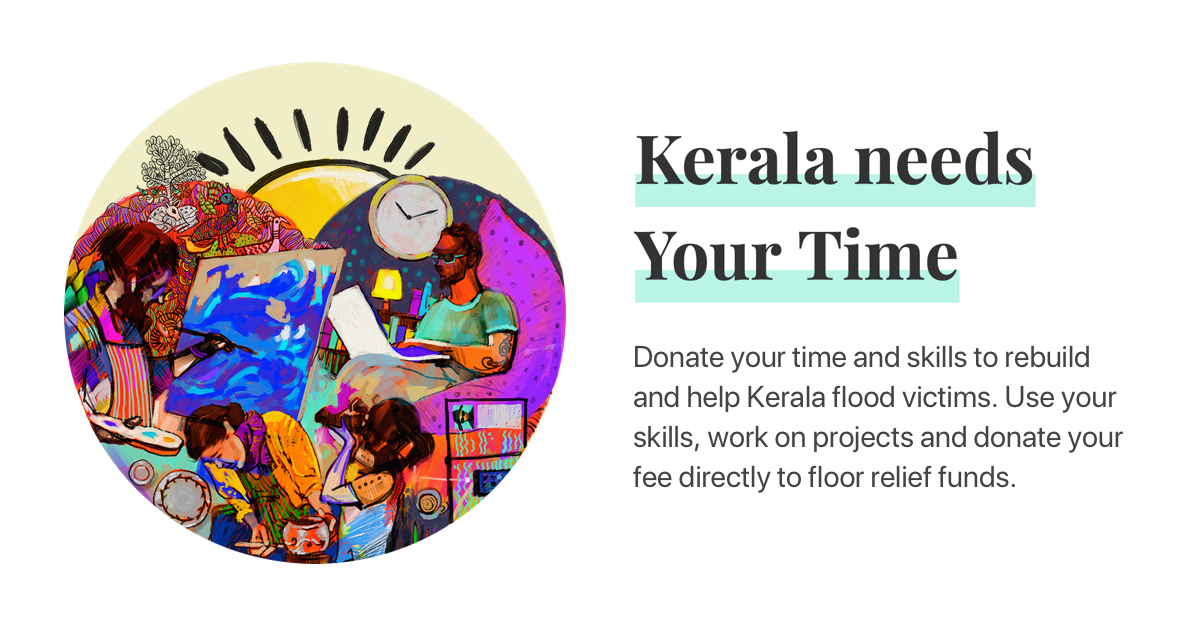 Kerala needs
Your Time
Donate your time and skills to rebuild
and help Kerala flood victims. Use your
skills, work on projects and donate your
fee directly to floor relief funds.